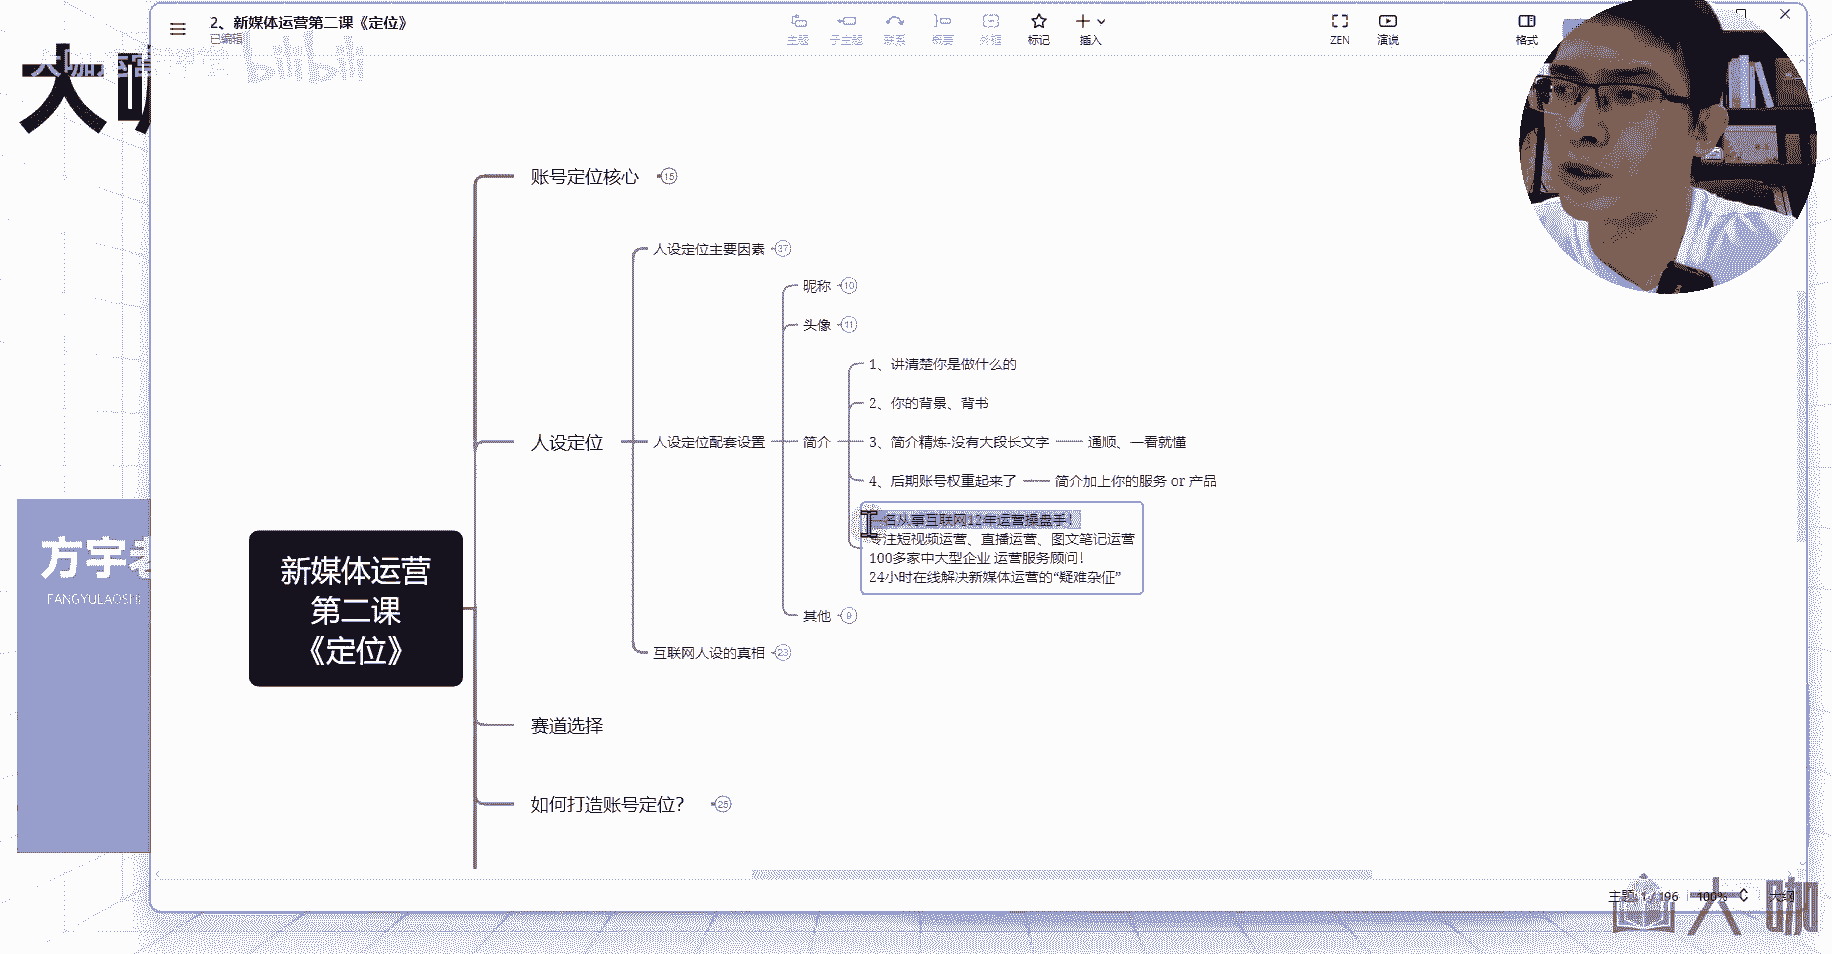 2、新媒体运营第二课《定位》
已编辑
主题
子主题
联系
概要
外框
标记
插入
ZEN
演说
格式
大咖运营课堂
bilibili
大
账号定位核心
15
人设定位主要因素
37
昵称
10
头像
11
1、讲清楚你是做什么的
2、你的背景、背书
人设定位
人设定位配套设置
简介
3、简介精炼-没有大段长文字
通顺、一看就懂
4、后期账号权重起来了
简介加上你的服务 or 产品
一名从事互联网12年运营操盘手！
专注短视频运营、直播运营、图文笔记运营
100多家中大型企业 运营服务顾问！
24小时在线解决新媒体运营的“疑难杂征”
其他
9
互联网人设的真相
23
新媒体运营
第二课
《定位》
赛道选择
如何打造账号定位？
25
方宇老
FANGYULAOSHI
主题: 1 / 196
100%
大纲
大咖